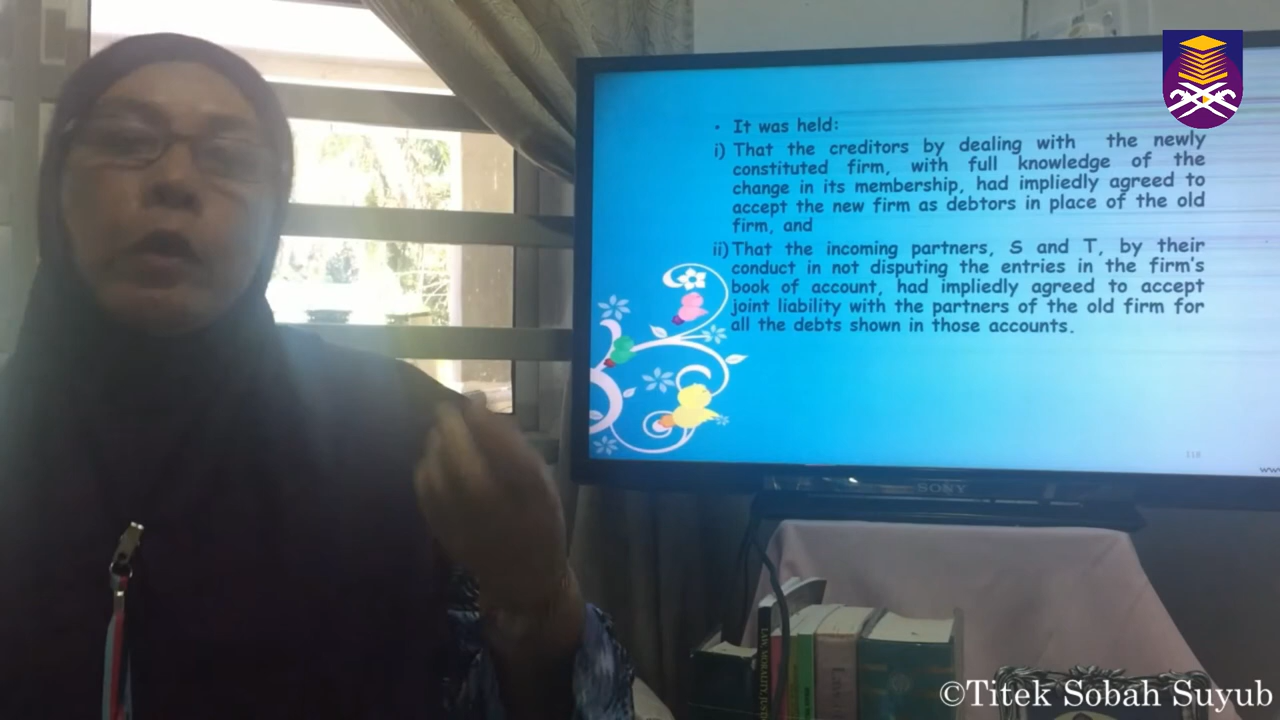 • It was held:
i) That the creditors by dealing with the newly
constituted firm, with full knowledge of the
change in its membership, had impliedly agreed to
accept the new firm as debtors in place of the old
firm, and
ii) That the incoming partners, S and T, by their
conduct in not disputing the entries in the firm's
book of account, had impliedly agreed to accept
joint liability with the partners of the old firm for
all the debts shown in those accounts.
118
SONY
©Titek Sobah Suyub